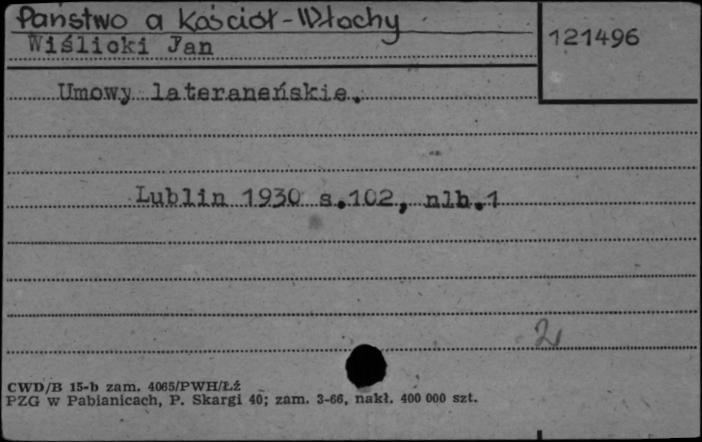 Państwo a Kościół-Włochy
Wiślicki Jan
121496
Umowy lateraneńskie.
Lublin 1930 s.102, nlb.1
2
CWD/B 15-b zam. 4065/PWH/Łź
PZG w Pabianicach, P. Skargi 40; zam. 3-66, nakł. 400 000 szt.